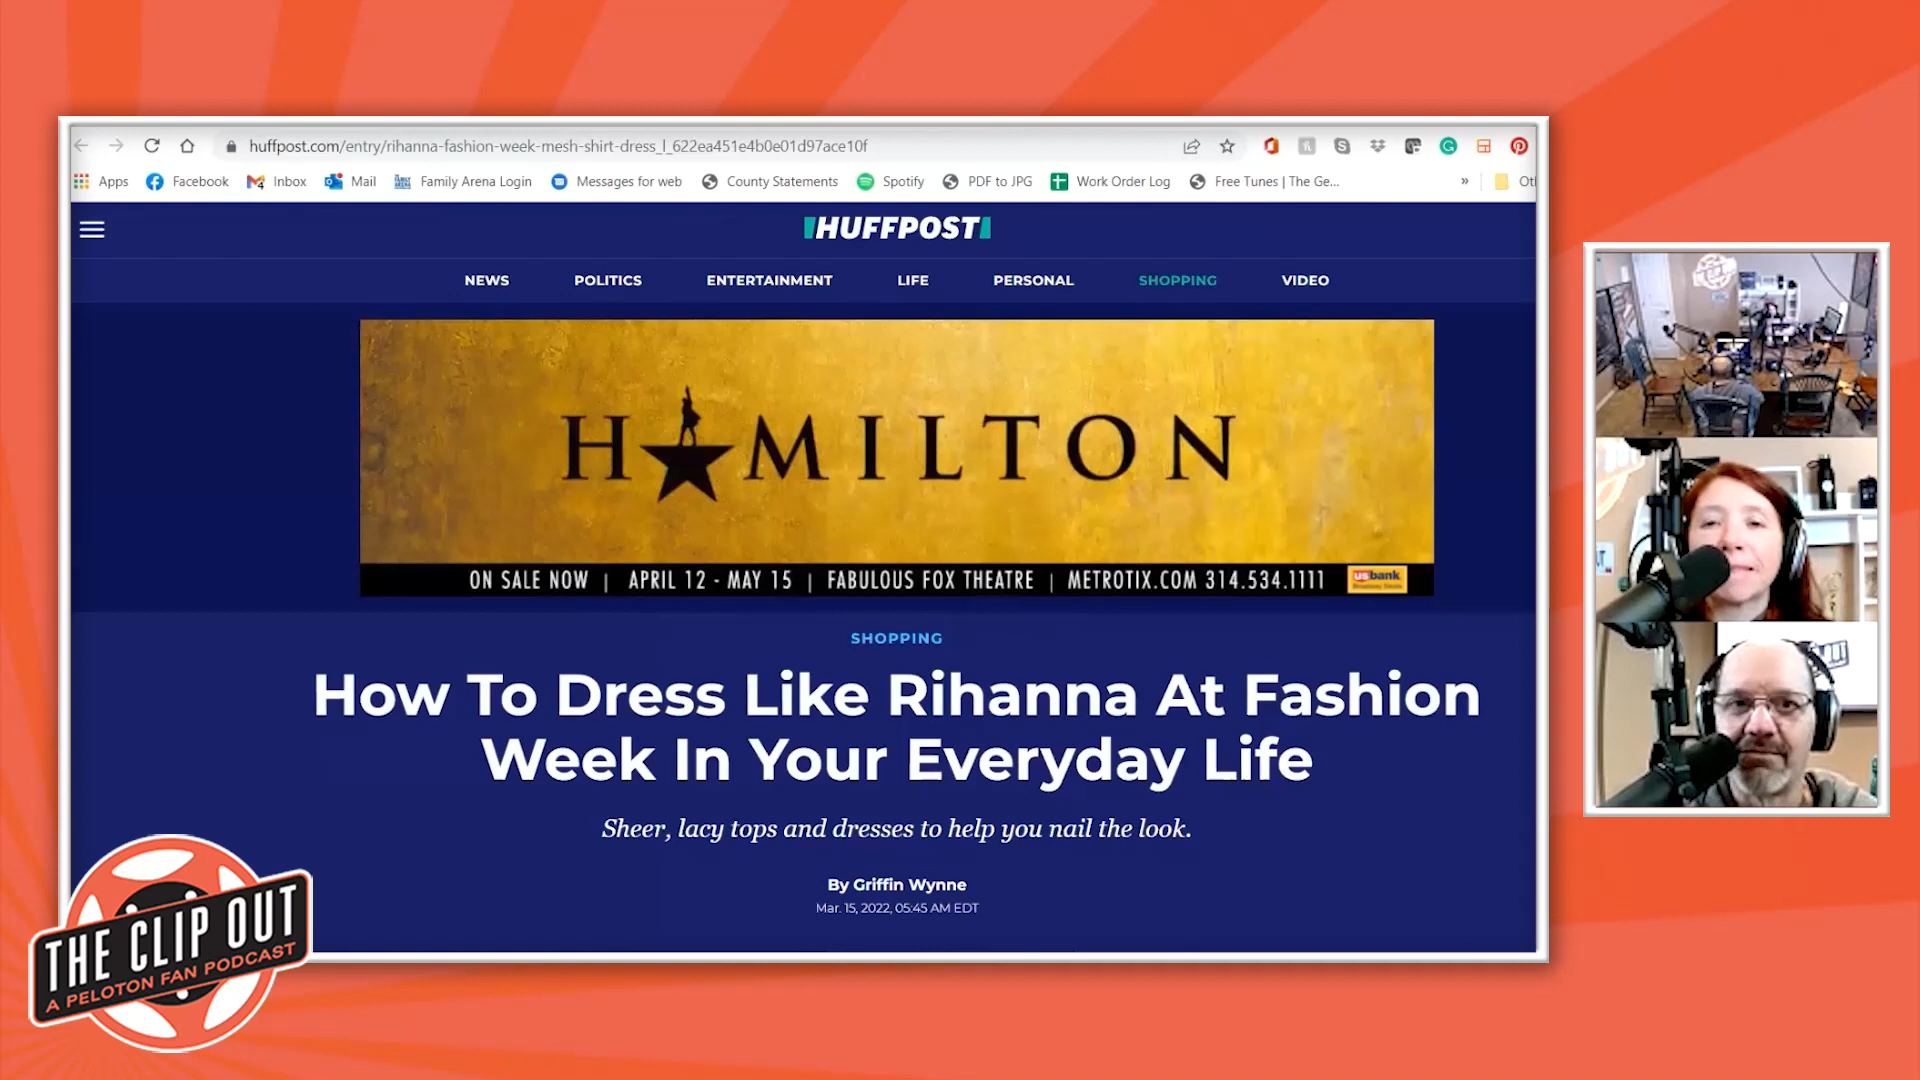 huffpost.com/entry/rihanna-fashion-week-mesh-shirt-dress_l_622ea451e4b0e01d97ace10f
Apps Facebook Inbox Mail Family Arena Login Messages for web County Statements Spotify PDF to JPG Work Order Log Free Tunes | The Ge... » Otl
HUFFPOST
NEWS POLITICS ENTERTAINMENT LIFE PERSONAL SHOPPING VIDEO
H★MILTON
ON SALE NOW | APRIL 12 - MAY 15 | FABULOUS FOX THEATRE | METROTIX.COM 314.534.1111 usbank
SHOPPING
How To Dress Like Rihanna At Fashion
Week In Your Everyday Life
Sheer, lacy tops and dresses to help you nail the look.
By Griffin Wynne
Mar. 15, 2022, 05:45 AM EDT
THE CLIP OUT
A PELOTON FAN PODCAST